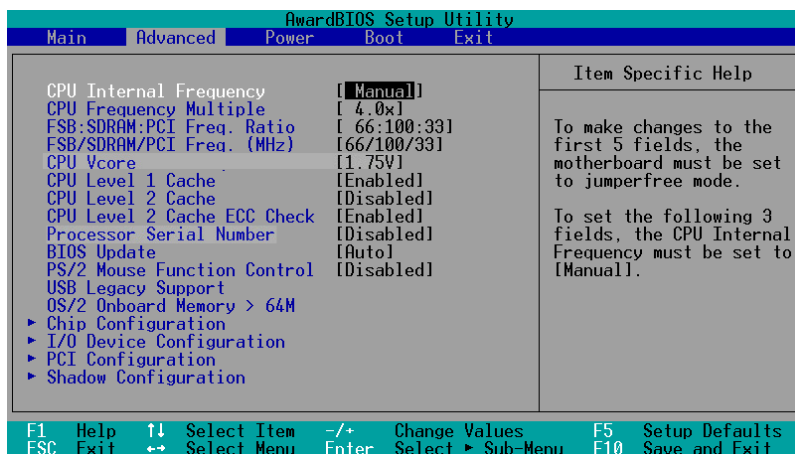 AwardBIOS Setup Utility
Main Advanced Power Boot Exit
Item Specific Help
CPU Internal Frequency [ Manual]
CPU Frequency Multiple [ 4.0x]
FSB:SDRAM:PCI Freq. Ratio [ 66:100:33]
FSB/SDRAM/PCI Freq. (MHz) [66/100/33]
CPU Vcore [1.75V]
CPU Level 1 Cache [Enabled]
CPU Level 2 Cache [Disabled]
CPU Level 2 Cache ECC Check [Enabled]
Processor Serial Number [Disabled]
BIOS Update [Auto]
PS/2 Mouse Function Control [Disabled]
USB Legacy Support
OS/2 Onboard Memory > 64M
► Chip Configuration
► I/O Device Configuration
► PCI Configuration
► Shadow Configuration
To make changes to the
first 5 fields, the
motherboard must be set
to jumperfree mode.
To set the following 3
fields, the CPU Internal
Frequency must be set to
[Manual].
F1 Help ↑↓ Select Item -/+ Change Values F5 Setup Defaults
ESC Exit ←→ Select Menu Enter Select ► Sub-Menu F10 Save and Exit